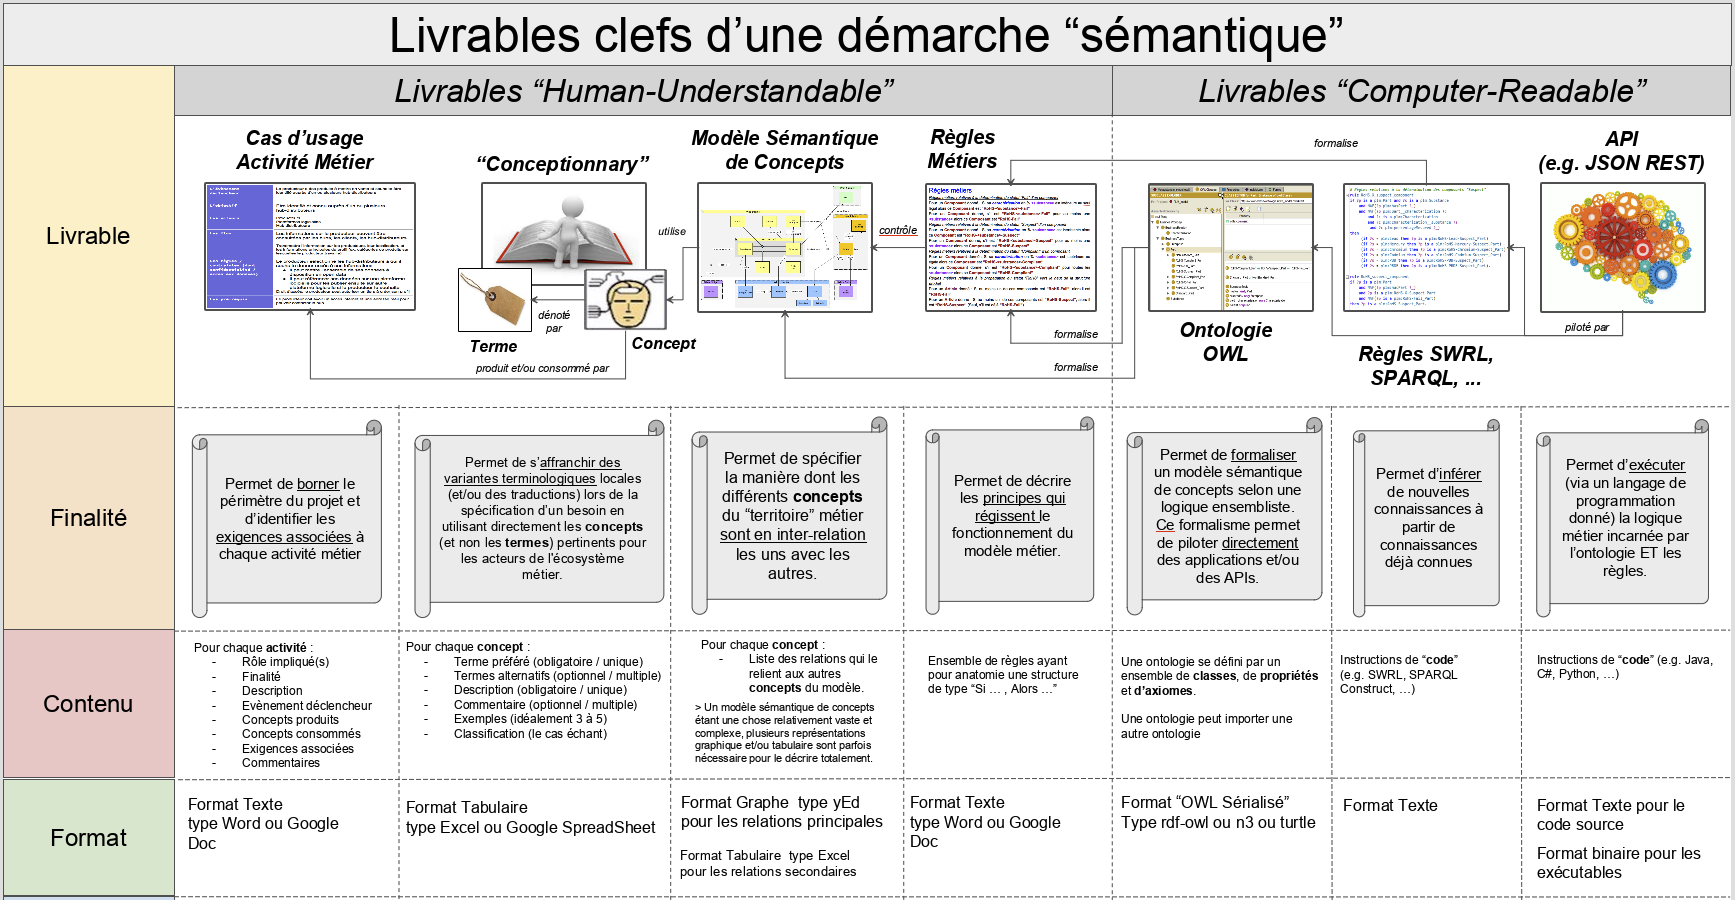 Livrables clefs d’une démarche “sémantique”
Livrables “Human-Understandable”
Livrables “Computer-Readable”
Livrable
Cas d’usage
Activité Métier
“Conceptionnary”
Modèle Sémantique
de Concepts
Règles
Métiers
API
(e.g. JSON REST)
formalise
utilise
contrôle
Règles métiers
dénoté
par
Terme
Concept
produit et/ou consommé par
formalise
formalise
Ontologie
OWL
Règles SWRL,
SPARQL, ...
piloté par
Finalité
Permet de borner le
périmètre du projet et
d’identifier les
exigences associées à
chaque activité métier
Permet de s’affranchir des
variantes terminologiques locales
(et/ou des traductions) lors de la
spécification d’un besoin en
utilisant directement les concepts
(et non les termes) pertinents pour
les acteurs de l'écosystème
métier.
Permet de spécifier
la manière dont les
différents concepts
du “territoire” métier
sont en inter-relation
les uns avec les
autres.
Permet de décrire
les principes qui
régissent le
fonctionnement du
modèle métier.
Permet de formaliser
un modèle sémantique
de concepts selon une
logique ensembliste.
Ce formalisme permet
de piloter directement
des applications et/ou
des APIs.
Permet d’inférer
de nouvelles
connaissances à
partir de
connaissances
déjà connues
Permet d’exécuter
(via un langage de
programmation
donné) la logique
métier incarnée par
l’ontologie ET les
règles.
Contenu
Pour chaque activité :
- Rôle impliqué(s)
- Finalité
- Description
- Evènement déclencheur
- Concepts produits
- Concepts consommés
- Exigences associées
- Commentaires
Pour chaque concept :
- Terme préféré (obligatoire / unique)
- Termes alternatifs (optionnel / multiple)
- Description (obligatoire / unique)
- Commentaire (optionnel / multiple)
- Exemples (idéalement 3 à 5)
- Classification (le cas échant)
Pour chaque concept :
- Liste des relations qui le
relient aux autres
concepts du modèle.
> Un modèle sémantique de concepts
étant une chose relativement vaste et
complexe, plusieurs représentations
graphique et/ou tabulaire sont parfois
nécessaire pour le décrire totalement.
Ensemble de règles ayant
pour anatomie une structure
de type “Si … , Alors …”
Une ontologie se défini par un
ensemble de classes, de propriétés
et d’axiomes.
Une ontologie peut importer une
autre ontologie
Instructions de “code”
(e.g. SWRL, SPARQL
Construct, …)
Instructions de “code” (e.g. Java,
C#, Python, …)
Format
Format Texte
type Word ou Google
Doc
Format Tabulaire
type Excel ou Google SpreadSheet
Format Graphe type yEd
pour les relations principales
Format Tabulaire type Excel
pour les relations secondaires
Format Texte
type Word ou Google
Doc
Format “OWL Sérialisé”
Type rdf-owl ou n3 ou turtle
Format Texte
Format Texte pour le
code source
Format binaire pour les
exécutables